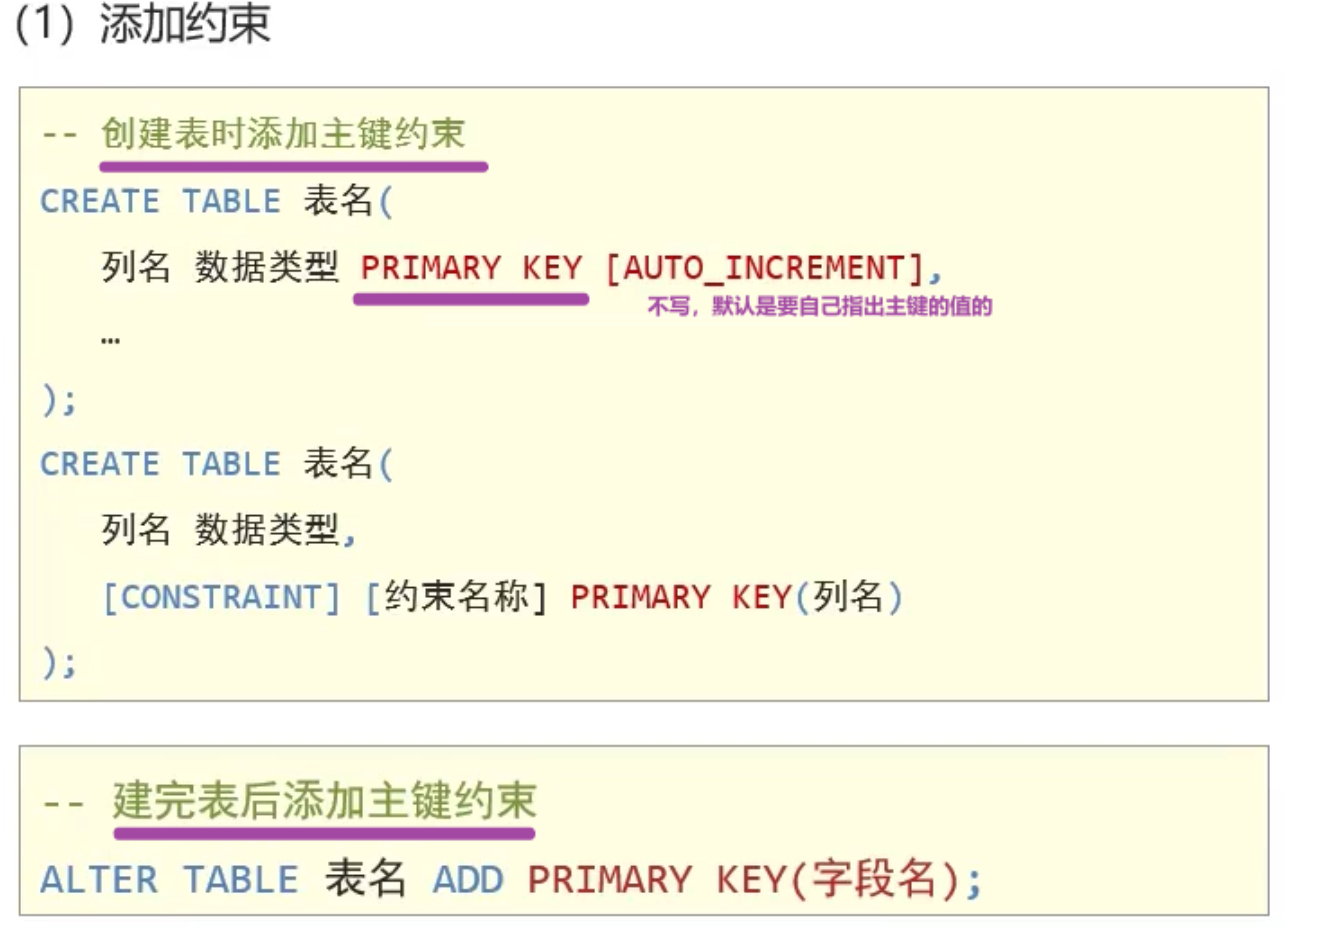 (1) 添加约束
-- 创建表时添加主键约束
CREATE TABLE 表名(
列名 数据类型 PRIMARY KEY [AUTO_INCREMENT],
不写，默认是要自己指出主键的值的
…
);
CREATE TABLE 表名(
列名 数据类型,
[CONSTRAINT] [约束名称] PRIMARY KEY(列名)
);
-- 建完表后添加主键约束
ALTER TABLE 表名 ADD PRIMARY KEY(字段名);